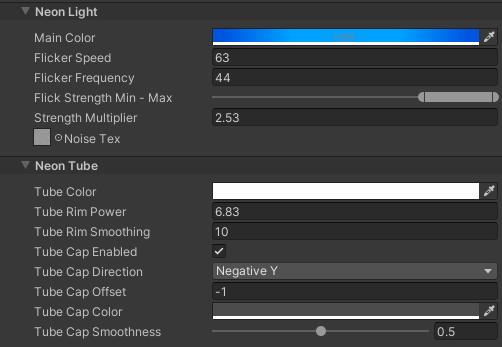 Neon Light
Main Color
Flicker Speed 63
Flicker Frequency 44
Flick Strength Min - Max
Strength Multiplier 2.53
Noise Tex
Neon Tube
Tube Color
Tube Rim Power 6.83
Tube Rim Smoothing 10
Tube Cap Enabled
Tube Cap Direction Negative Y
Tube Cap Offset -1
Tube Cap Color
Tube Cap Smoothness 0.5